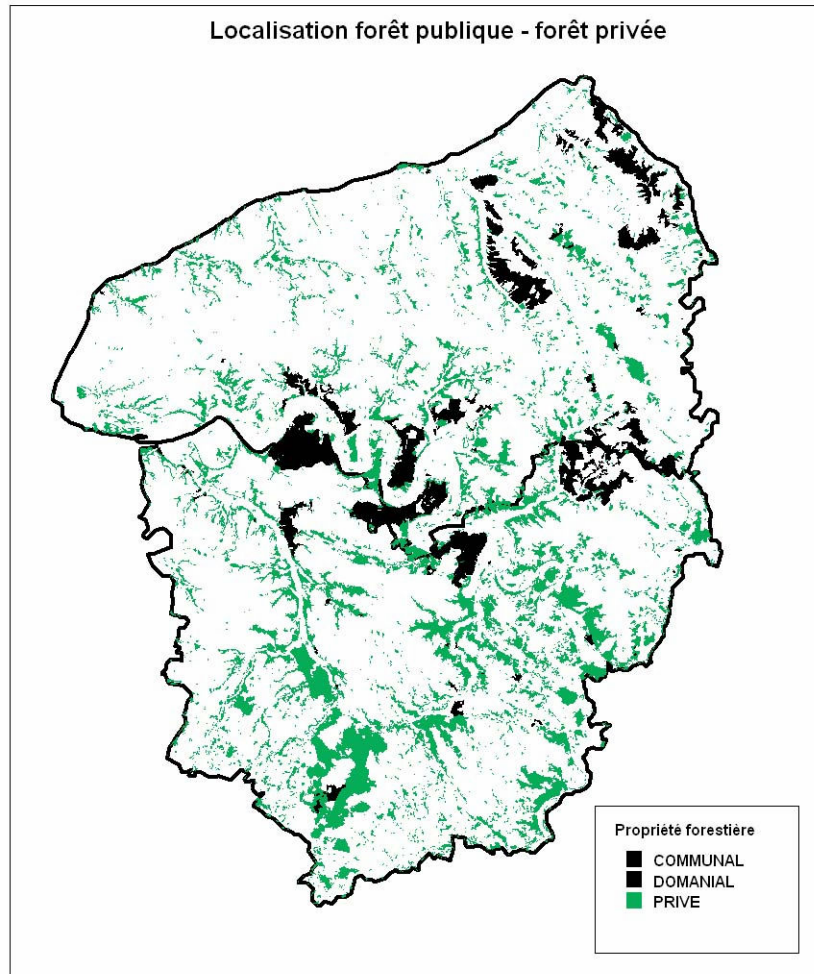 Localisation forêt publique - forêt privée
Propriété forestière
COMMUNAL
DOMANIAL
PRIVE